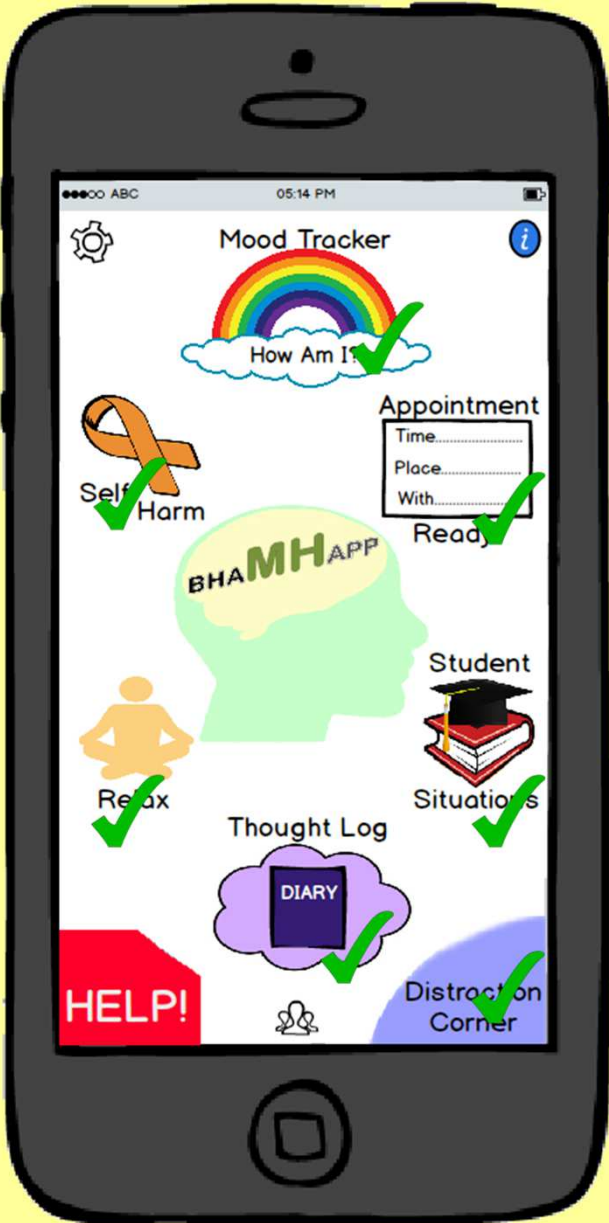 ABC
05:14 PM
i
Mood Tracker
How Am I?
Self
Harm
Appointment
Time
Place
With
Ready
BHAMHAPP
Student
Situations
Relax
Thought Log
DIARY
HELP!
Distraction
Corner